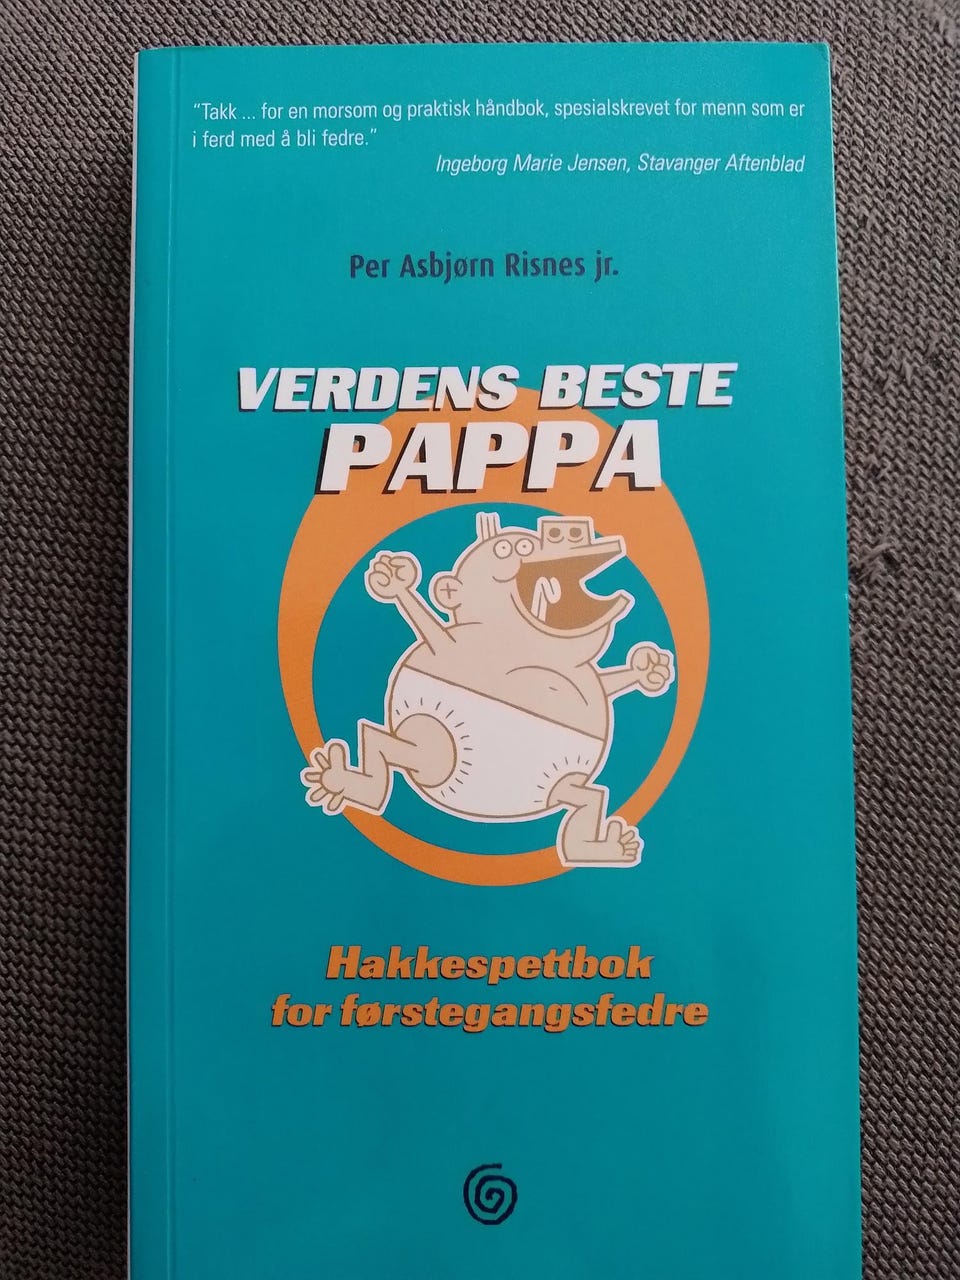 “Takk ... for en morsom og praktisk håndbok, spesialskrevet for menn som er
i ferd med å bli fedre.”
Ingeborg Marie Jensen, Stavanger Aftenblad
Per Asbjørn Risnes jr.
VERDENS BESTE
PAPPA
Hakkespettbok
for førstegangsfedre